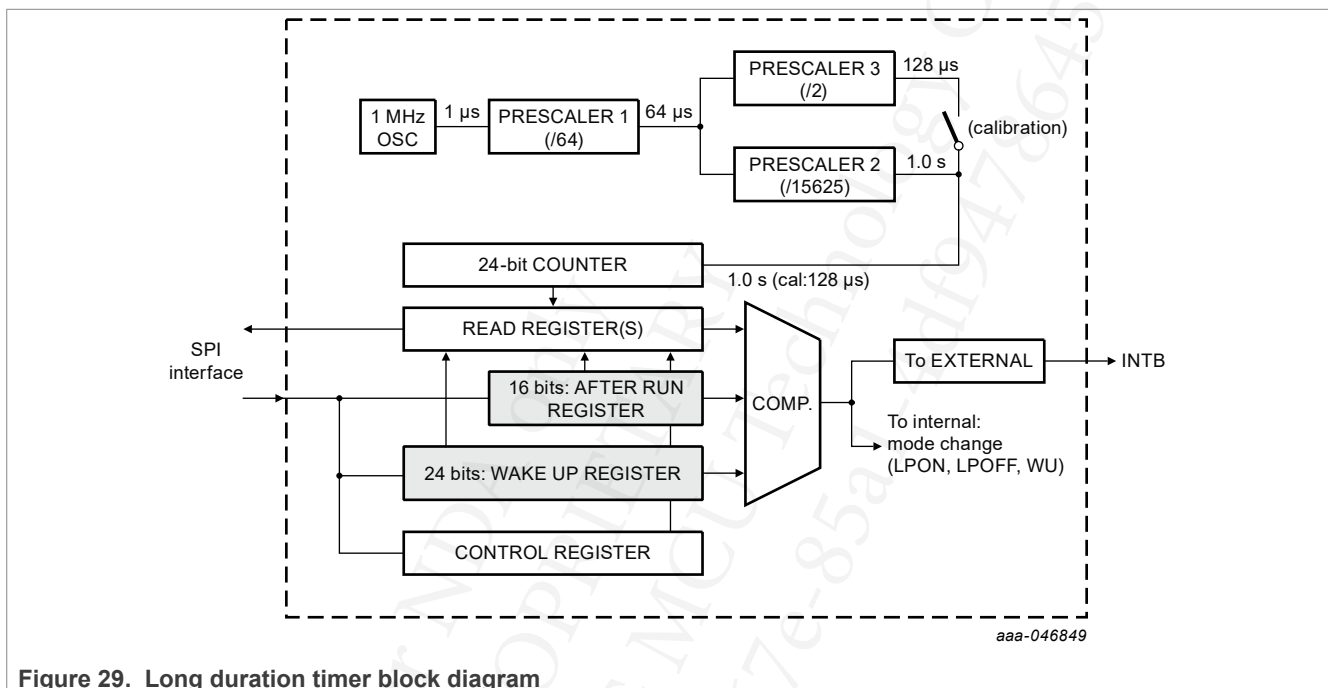 1 MHz
OSC
1 µs
PRESCALER 1
(/64)
64 µs
PRESCALER 3
(/2)
128 µs
(calibration)
PRESCALER 2
(/15625)
1.0 s
24-bit COUNTER
1.0 s (cal:128 µs)
READ REGISTER(S)
SPI
interface
16 bits: AFTER RUN
REGISTER
24 bits: WAKE UP REGISTER
CONTROL REGISTER
COMP.
To EXTERNAL
INTB
To internal:
mode change
(LPON, LPOFF, WU)
aaa-046849
Figure 29. Long duration timer block diagram